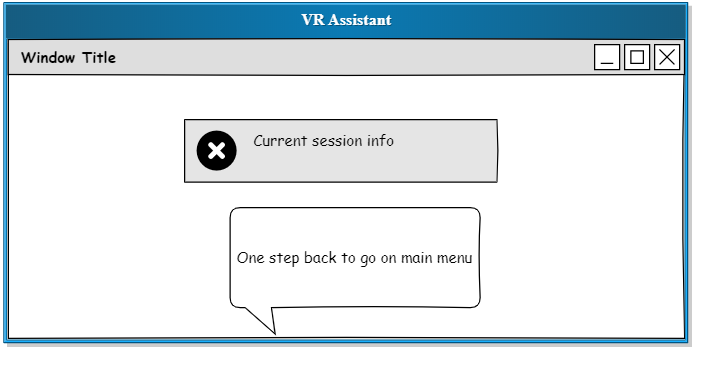 VR Assistant
Window Title
Current session info
One step back to go on main menu